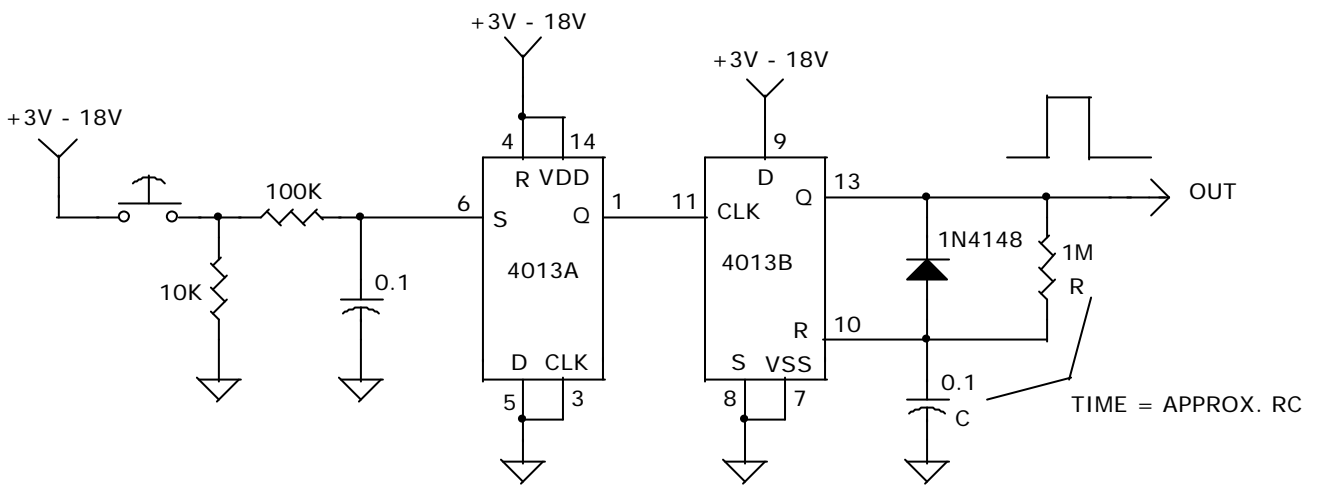 +3V - 18V
+3V - 18V
+3V - 18V
4
14
9
R VDD
D
100K
6
S
Q
1
11
CLK
Q
13
OUT
4013A
4013B
1N4148
1M
R
10K
0.1
R
10
D CLK
S VSS
5
3
8
7
0.1
C
TIME = APPROX. RC